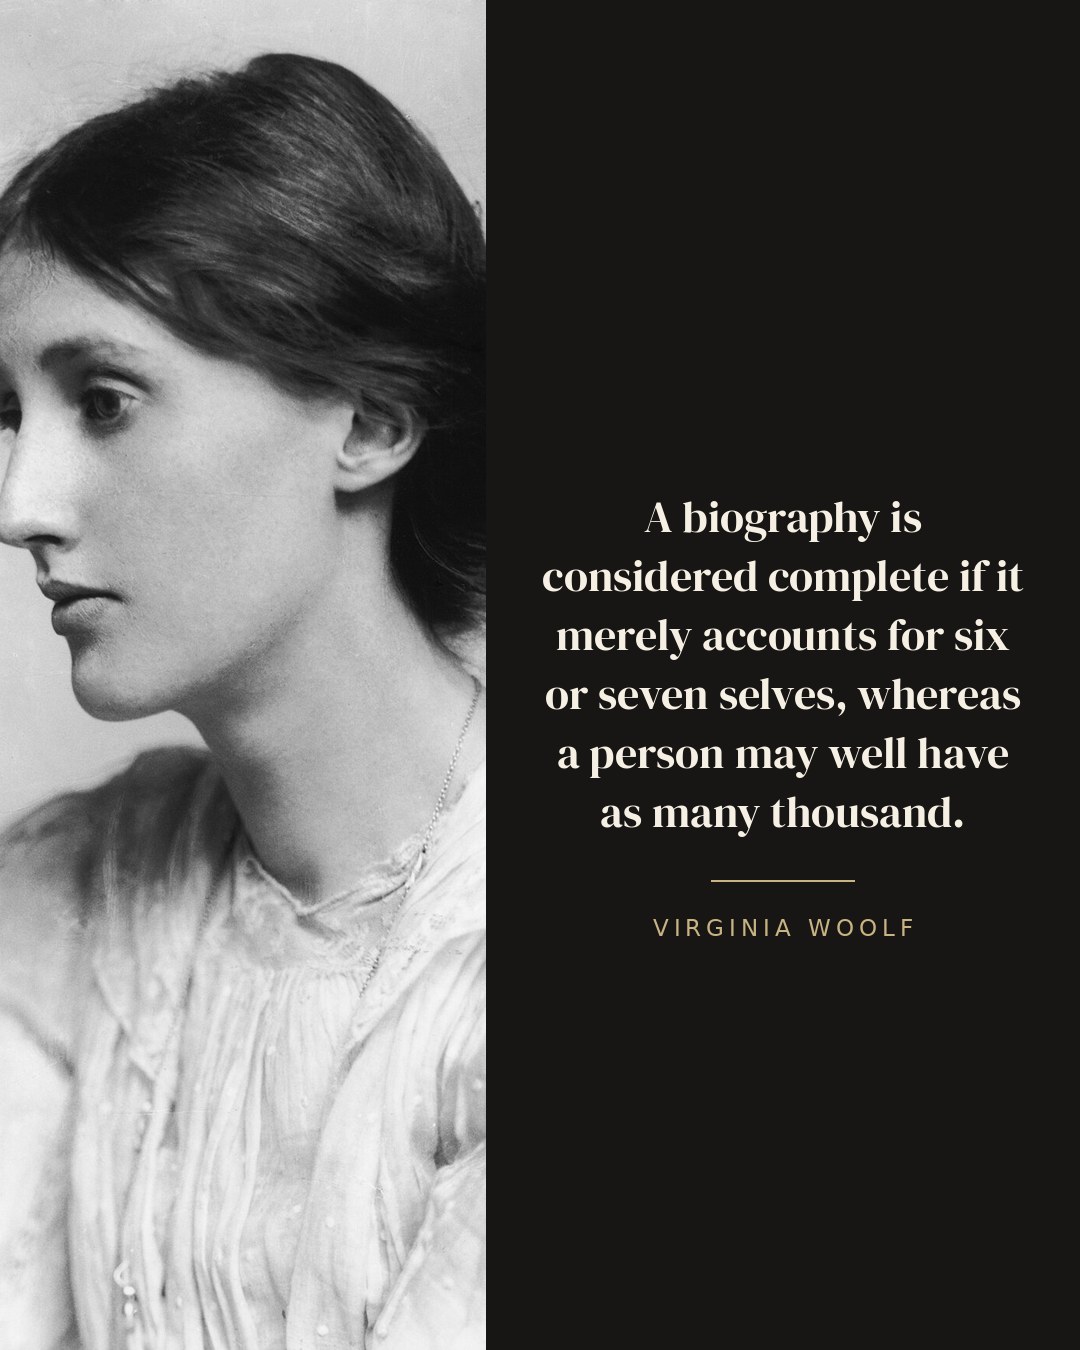 A biography is
considered complete if it
merely accounts for six
or seven selves, whereas
a person may well have
as many thousand.
VIRGINIA WOOLF